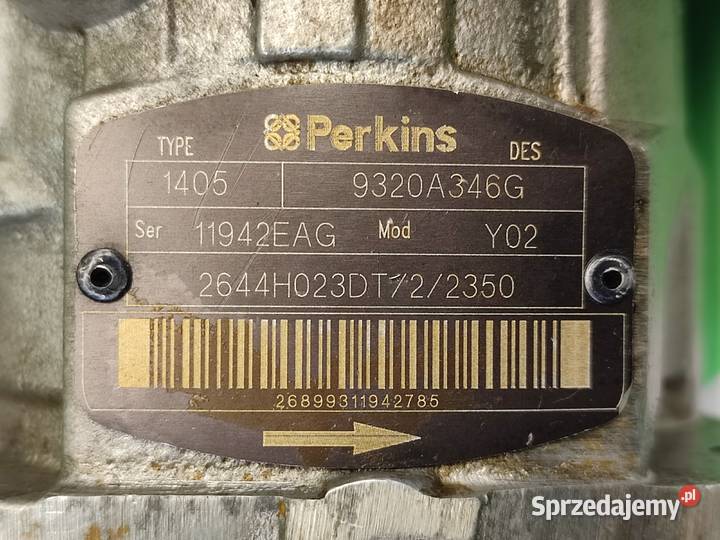 Perkins
TYPE DES
1405 9320A346G
Ser 11942EAG Mod Y02
2644H023DT/2/2350
26899311942785
Sprzedajemy.pl